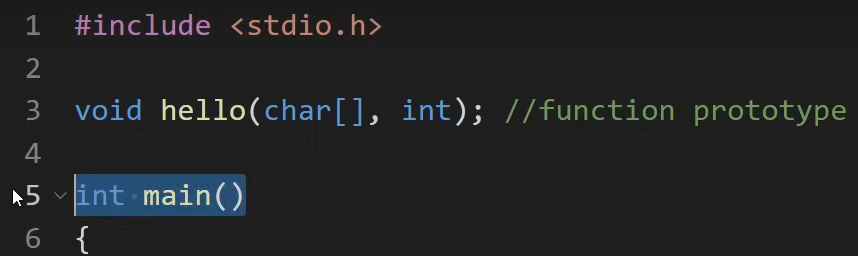 1 #include <stdio.h>
2
3 void hello(char[], int); //function prototype
4
5 int main()
6 {